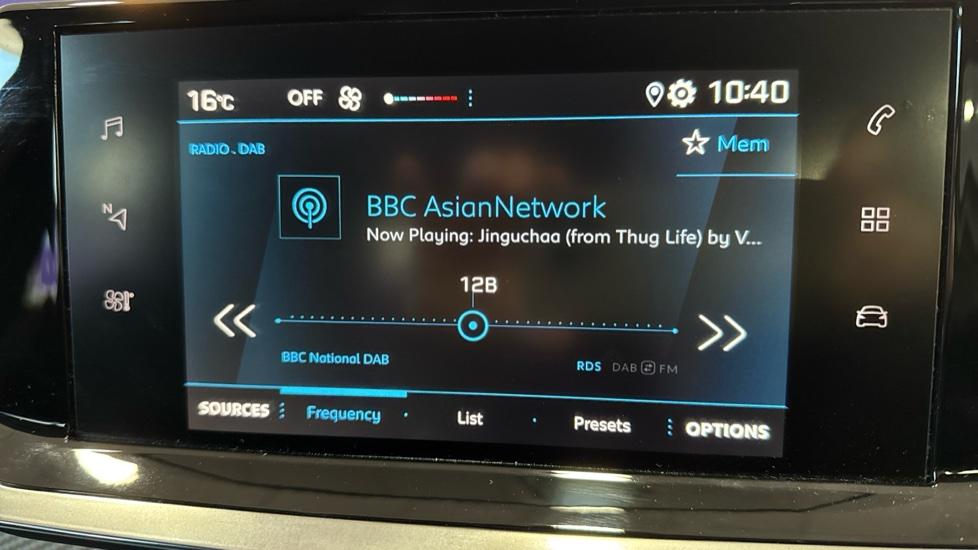 16°C OFF 10:40
RADIO . DAB
Mem
BBC AsianNetwork
Now Playing: Jinguchaa (from Thug Life) by V...
N
12B
BBC National DAB
RDS DAB FM
SOURCES Frequency List Presets OPTIONS